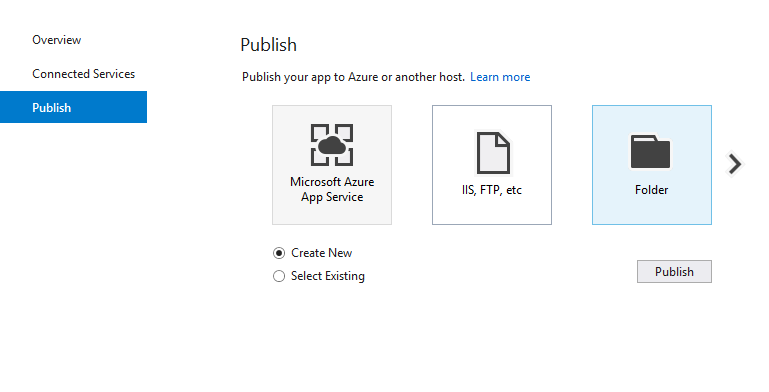 Overview
Connected Services
Publish
Publish
Publish your app to Azure or another host. Learn more
Microsoft Azure
App Service
IIS, FTP, etc
Folder
Create New
Select Existing
Publish